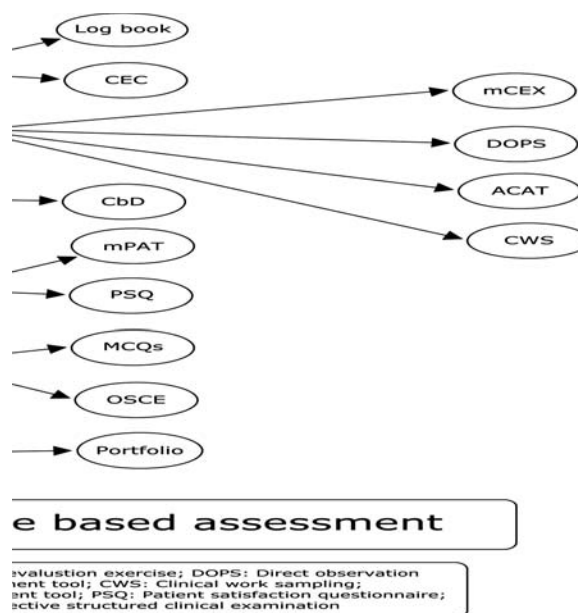 Log book
CEC
mCEX
DOPS
ACAT
CbD
CWS
mPAT
PSQ
MCQs
OSCE
Portfolio
e based assessment
evalustion exercise; DOPS: Direct observation
nent tool; CWS: Clinical work sampling;
ent tool; PSQ: Patient satisfaction questionnaire;
ective structured clinical examination